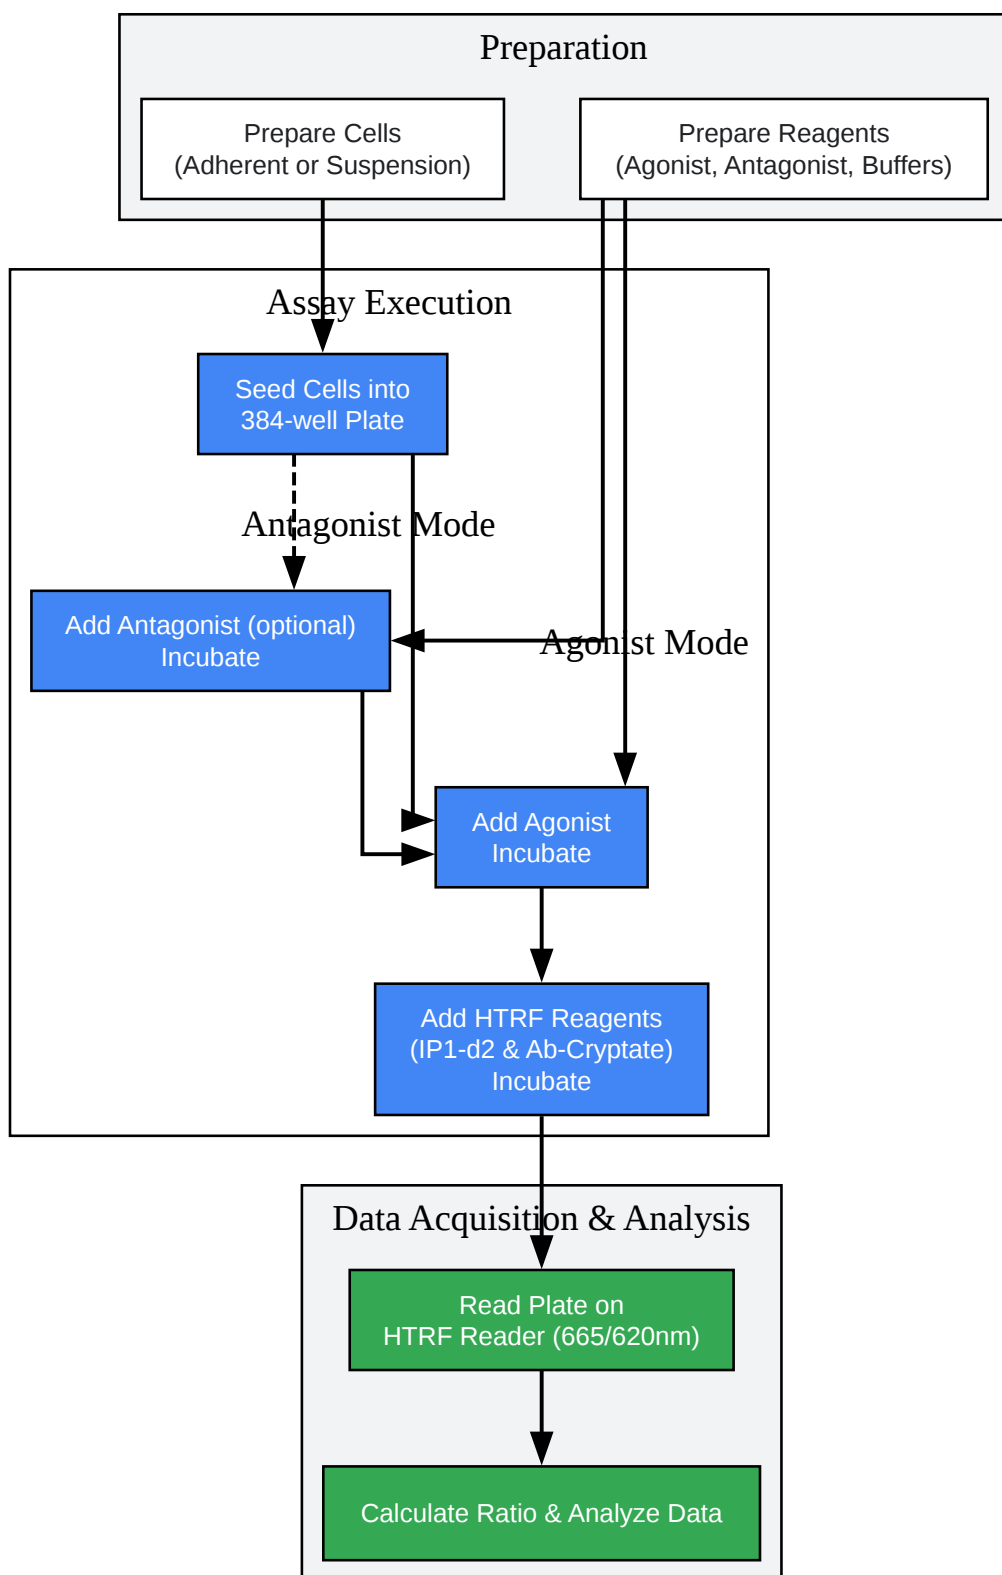 Preparation
Prepare Cells
(Adherent or Suspension)
Prepare Reagents
(Agonist, Antagonist, Buffers)
Assay Execution
Seed Cells into
384-well Plate
Antagonist Mode
Add Antagonist (optional)
Incubate
Agonist Mode
Add Agonist
Incubate
Add HTRF Reagents
(IP1-d2 & Ab-Cryptate)
Incubate
Data Acquisition & Analysis
Read Plate on
HTRF Reader (665/620nm)
Calculate Ratio & Analyze Data